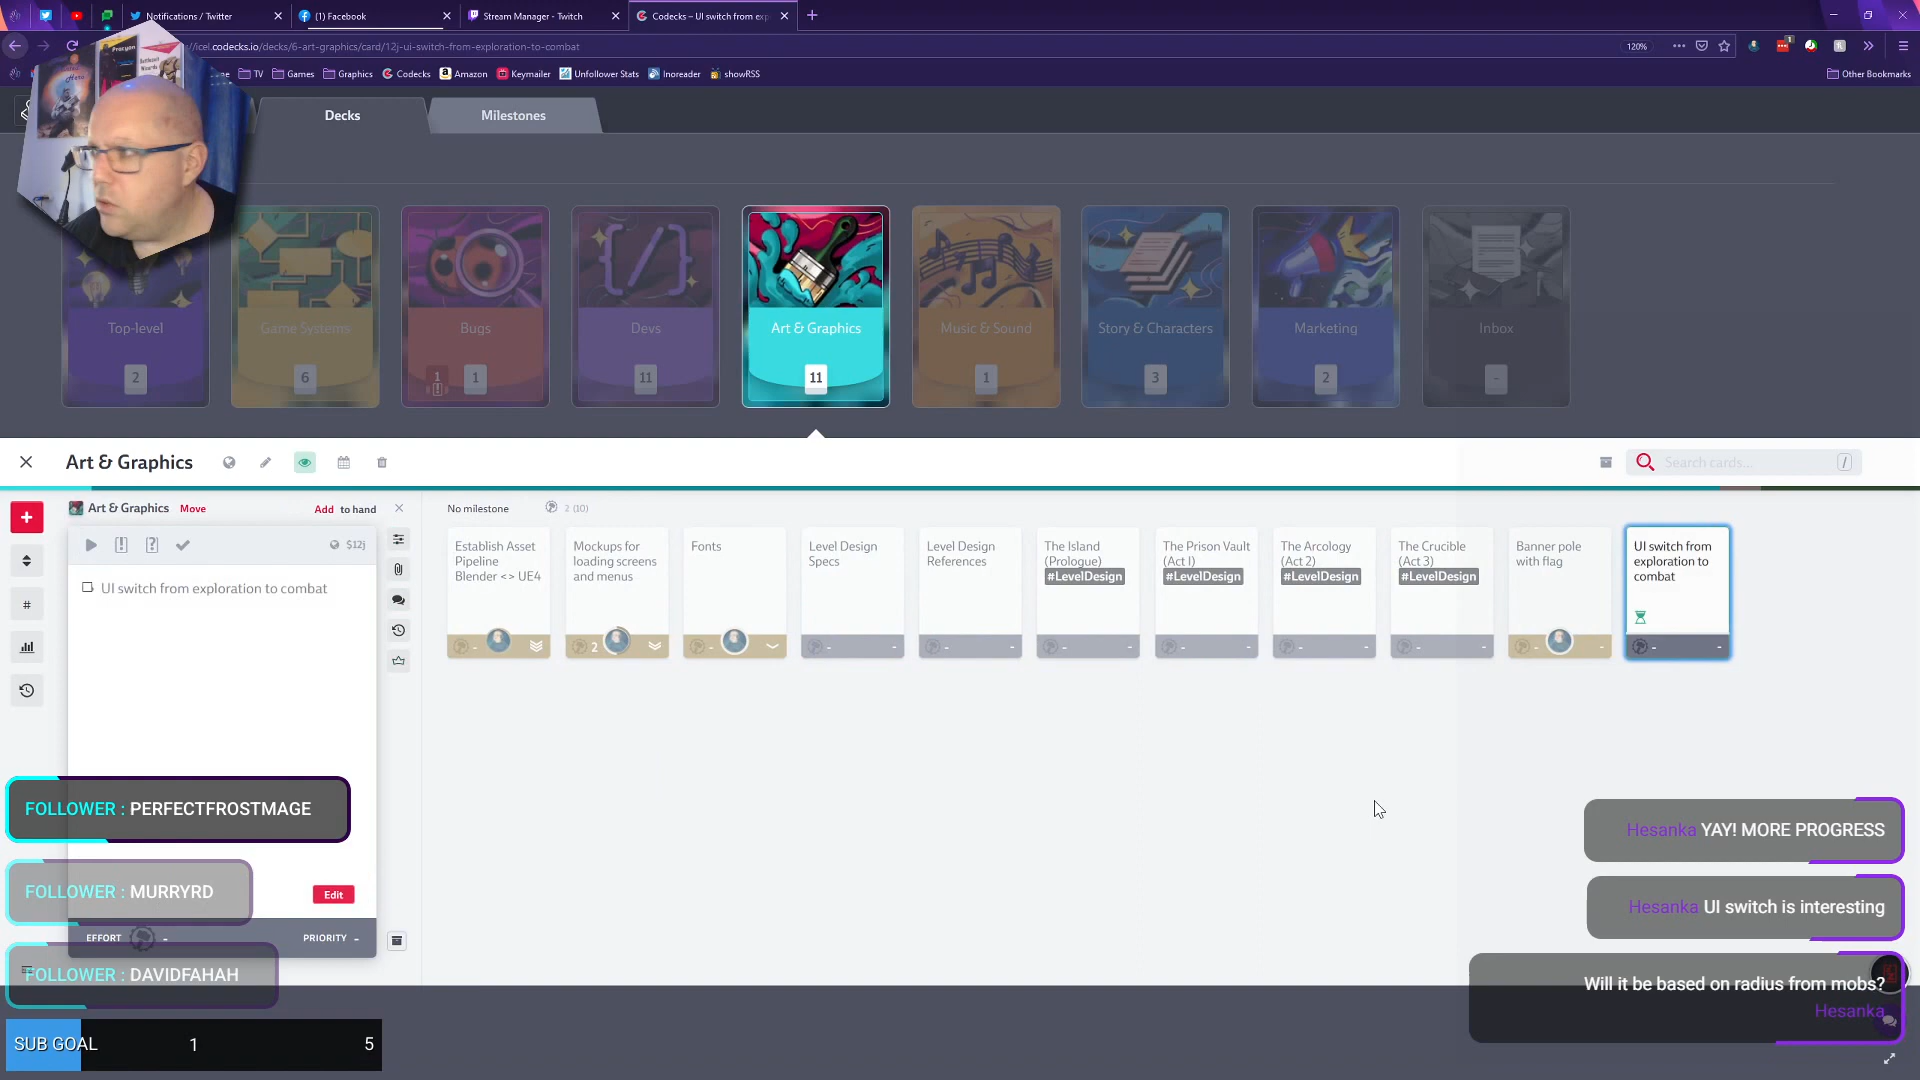 Notifications / Twitter
(1) Facebook
Stream Manager - Twitch
Codecks – UI switch from exp
icel.codecks.io/decks/6-art-graphics/card/12j-ui-switch-from-exploration-to-combat
120%
TV
Games
Graphics
Codecks
Amazon
Keymailer
Unfollower Stats
Inoreader
showRSS
Other Bookmarks
Decks
Milestones
Top-level
2
Game Systems
6
Bugs
1
1
Devs
11
Art & Graphics
11
Music & Sound
1
Story & Characters
3
Marketing
2
Inbox
-
Art & Graphics
Search cards...
/
Art & Graphics Move
Add to hand
$12j
UI switch from exploration to combat
Edit
EFFORT -
PRIORITY -
No milestone
2 (10)
Establish Asset
Pipeline
Blender <> UE4
-
Mockups for
loading screens
and menus
2
Fonts
-
Level Design
Specs
- -
Level Design
References
- -
The Island
(Prologue)
#LevelDesign
- -
The Prison Vault
(Act I)
#LevelDesign
- -
The Arcology
(Act 2)
#LevelDesign
- -
The Crucible
(Act 3)
#LevelDesign
- -
Banner pole
with flag
- -
UI switch from
exploration to
combat
- -
FOLLOWER : PERFECTFROSTMAGE
FOLLOWER : MURRYRD
FOLLOWER : DAVIDFAHAH
SUB GOAL 1 5
Hesanka YAY! MORE PROGRESS
Hesanka UI switch is interesting
Will it be based on radius from mobs?
Hesanka